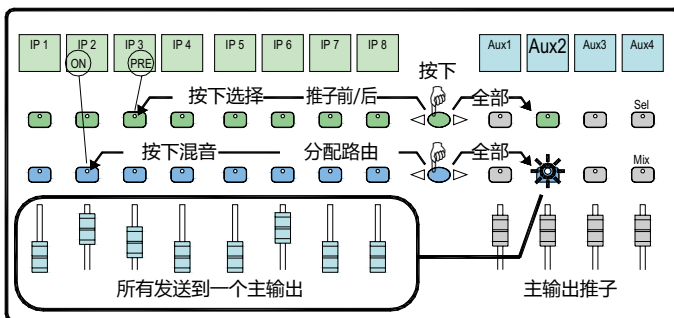 IP 1 IP 2 IP 3 IP 4 IP 5 IP 6 IP 7 IP 8 Aux1 Aux2 Aux3 Aux4
ON PRE 按下
按下选择 推子前/后 全部 Sel
按下混音 分配路由 全部 Mix
所有发送到一个主输出 主输出推子